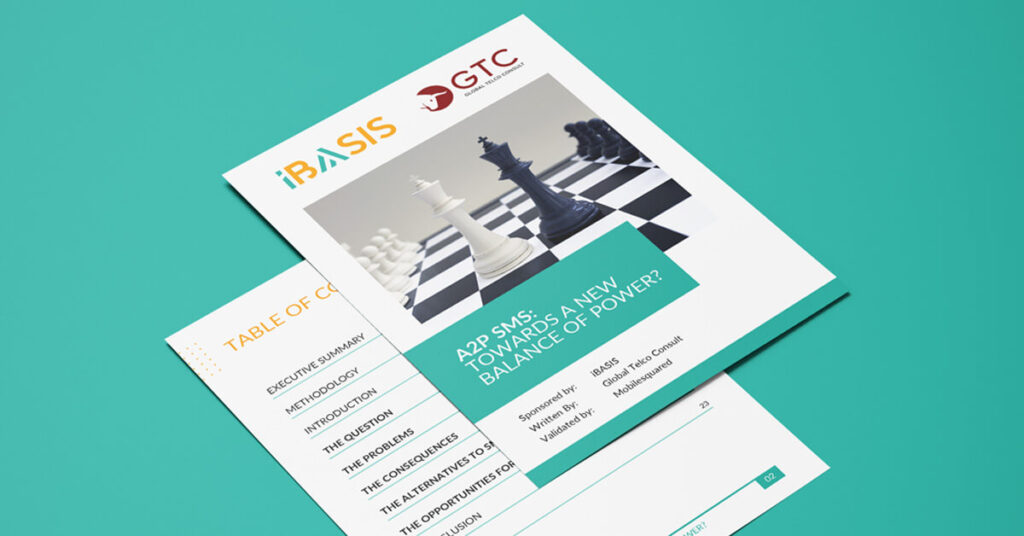 iBASIS
GTC
GLOBAL TELCO CONSULT
A2P SMS:
TOWARDS A NEW
BALANCE OF POWER?
Sponsored by: iBASIS
Written By: Global Telco Consult
Validated by: Mobilesquared
TABLE OF CO
EXECUTIVE SUMMARY
METHODOLOGY
INTRODUCTION
THE QUESTION
THE PROBLEMS
THE CONSEQUENCES
THE ALTERNATIVES TO SM
THE OPPORTUNITIES FOR
LUSION
23
02
WER?